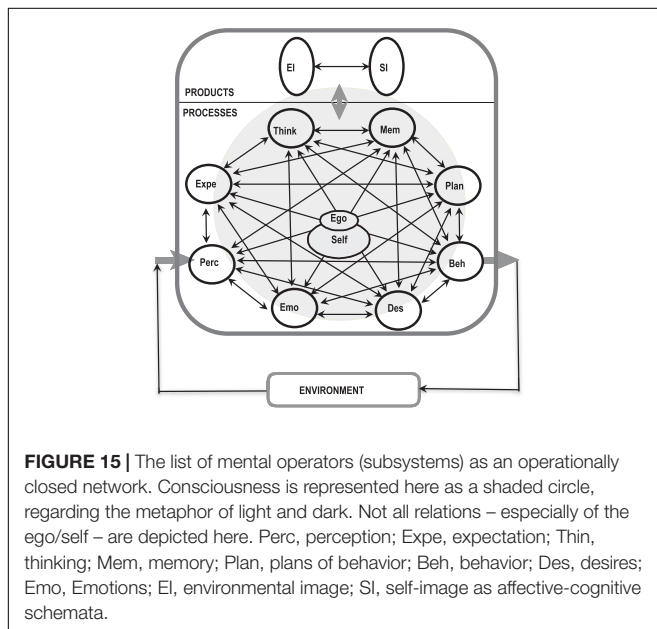 EI SI
PRODUCTS
PROCESSES
Think Mem
Expe Plan
Ego
Self
Perc Beh
Emo Des
ENVIRONMENT
FIGURE 15 | The list of mental operators (subsystems) as an operationally
closed network. Consciousness is represented here as a shaded circle,
regarding the metaphor of light and dark. Not all relations – especially of the
ego/self – are depicted here. Perc, perception; Expe, expectation; Thin,
thinking; Mem, memory; Plan, plans of behavior; Beh, behavior; Des, desires;
Emo, Emotions; EI, environmental image; SI, self-image as affective-cognitive
schemata.